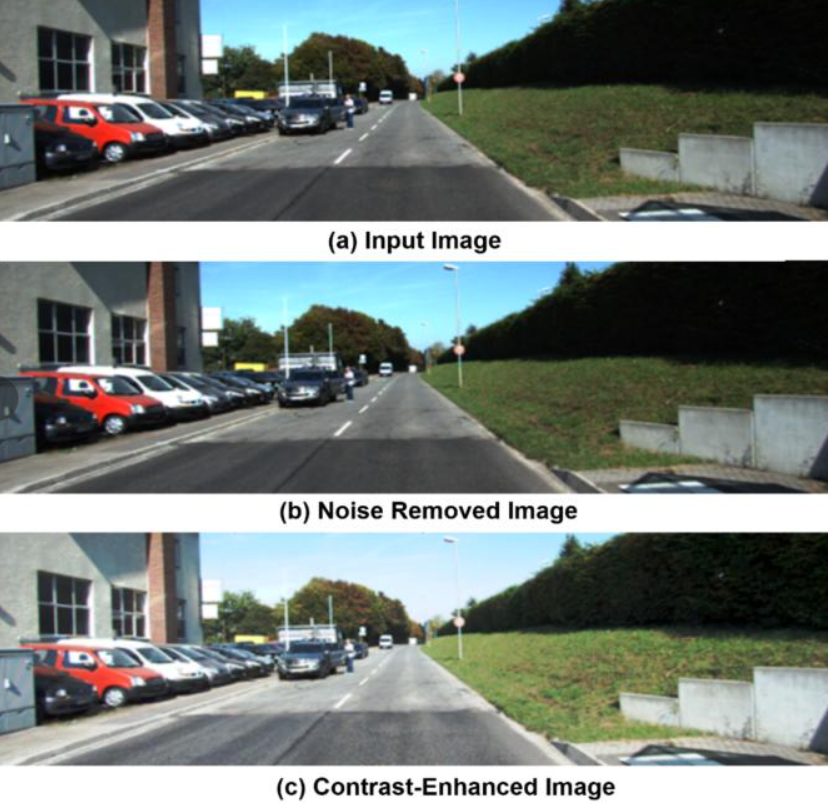 (a) Input Image
(b) Noise Removed Image
(c) Contrast-Enhanced Image